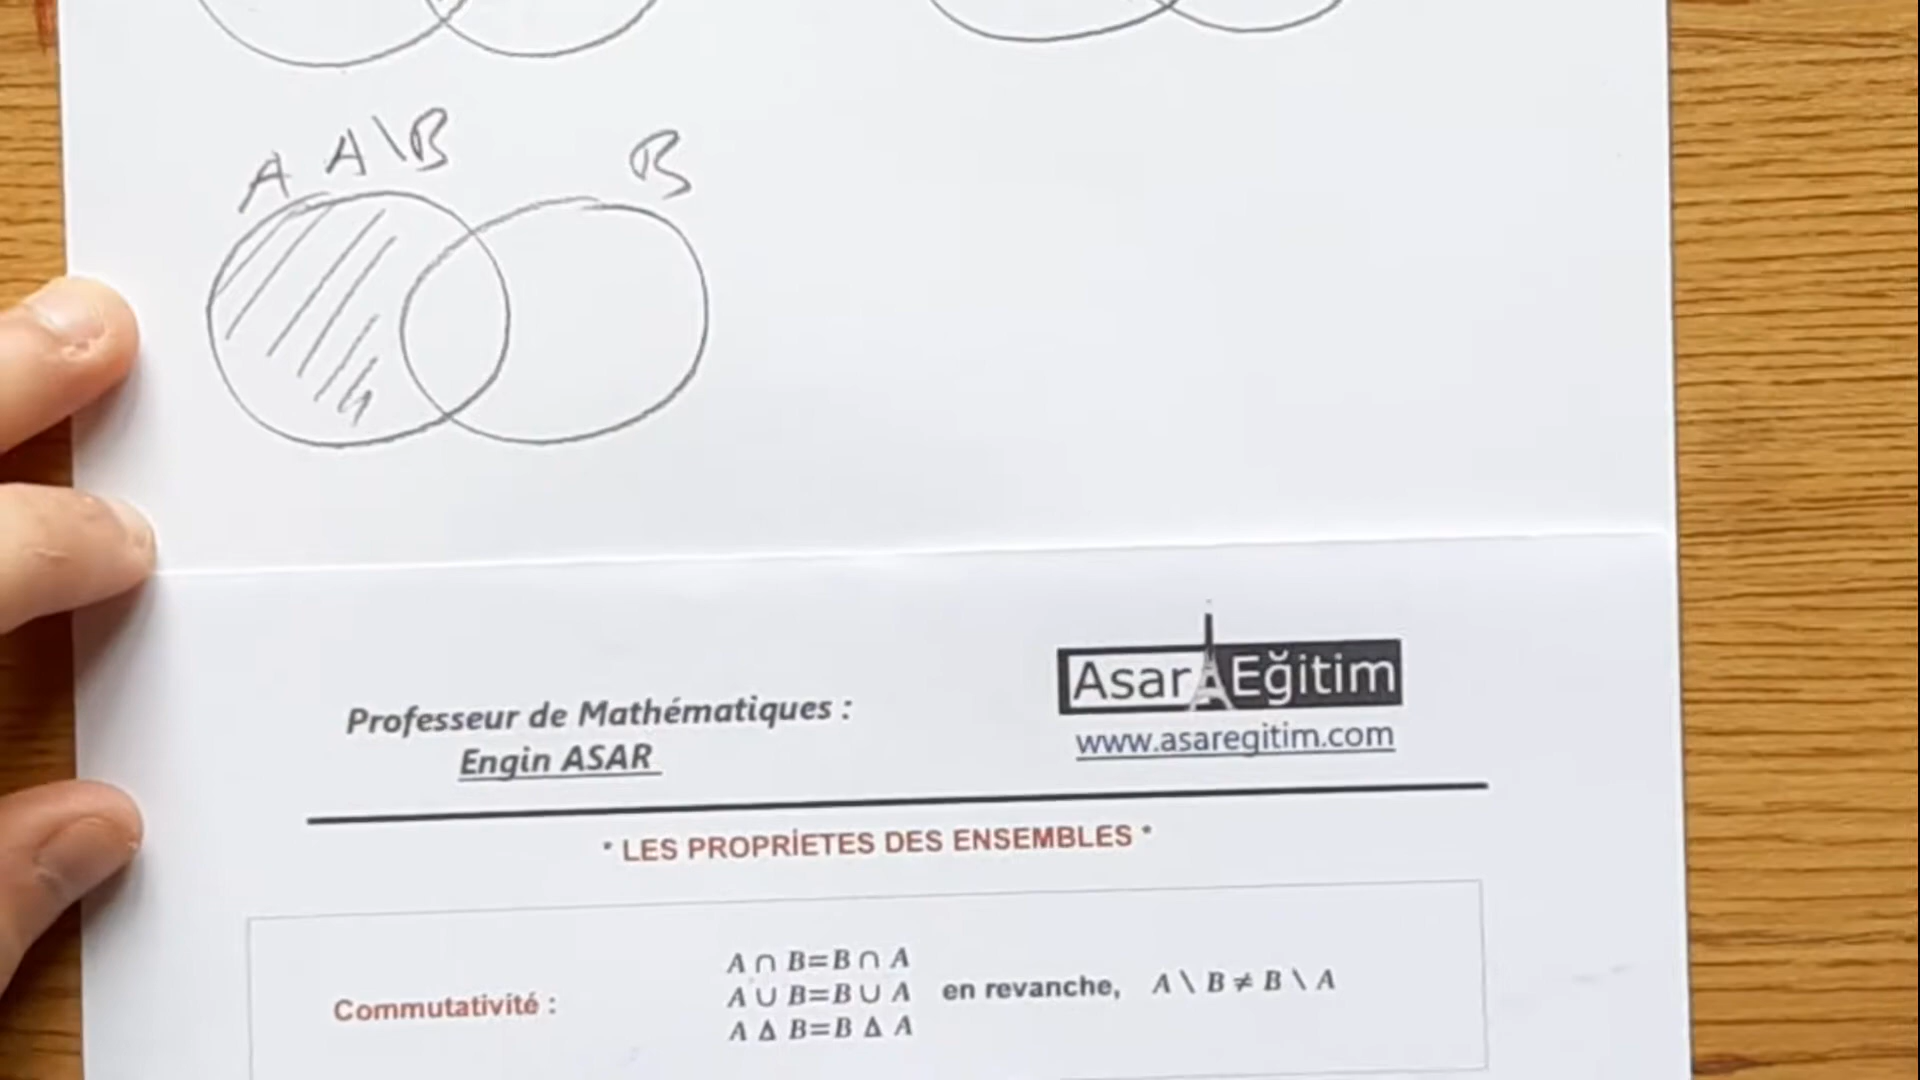 A A\B B
Asar Eğitim
Professeur de Mathématiques :
www.asaregitim.com
Engin ASAR
* LES PROPRİETES DES ENSEMBLES *
A ∩ B=B ∩ A
Commutativité : A ∪ B=B ∪ A en revanche, A \ B ≠ B \ A
A Δ B=B Δ A